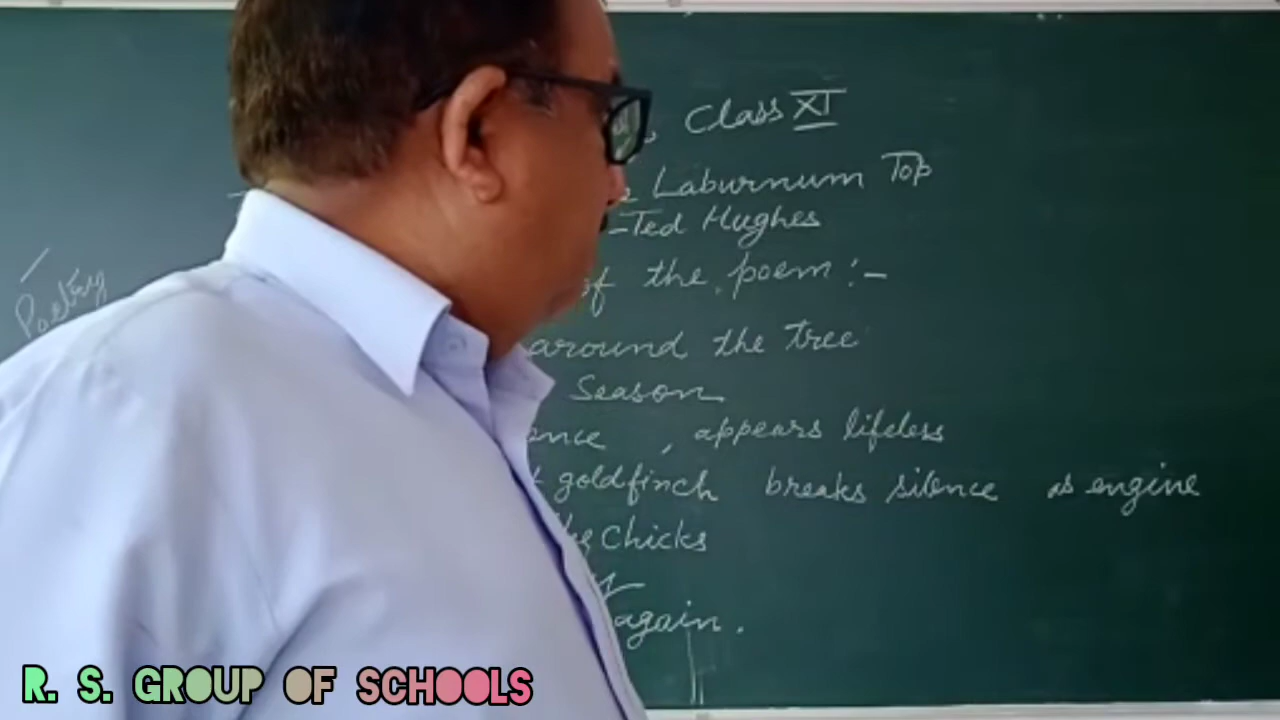 Class XI
Laburnum Top
-Ted Hughes
Poetry
of the poem :-
around the tree
Season
, appears lifeless
goldfinch breaks silence as engine
Chicks
again.
R. S. GROUP OF SCHOOLS